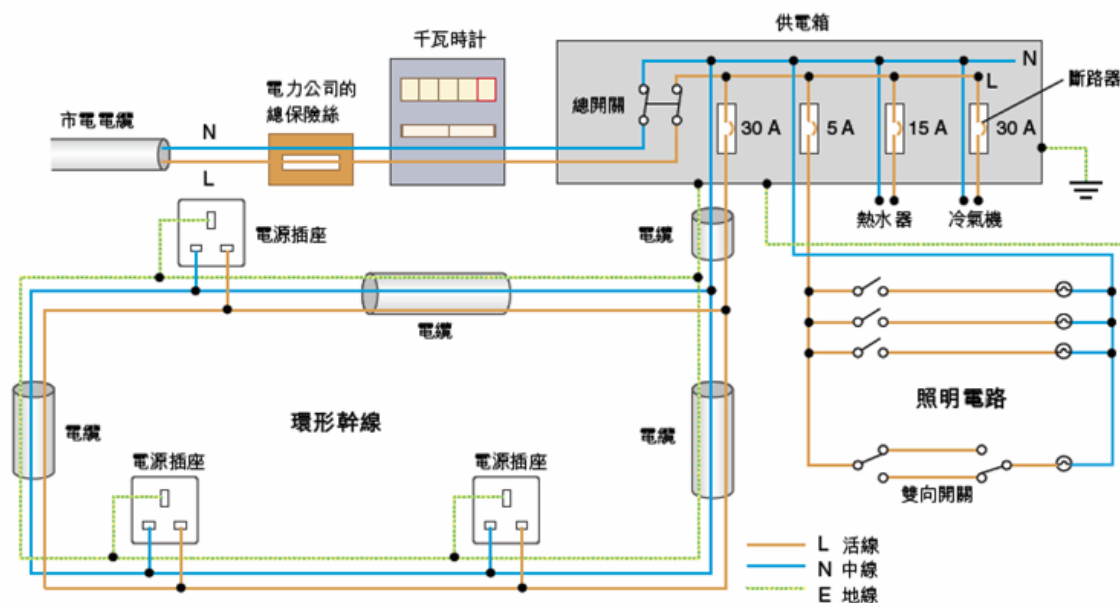 供電箱
千瓦時計
電力公司的
總保險絲
市電電纜
N
L
總開關
N
L
斷路器
30 A
5 A
15 A
30 A
熱水器
冷氣機
電源插座
電纜
電纜
電纜
電纜
環形幹線
照明電路
電源插座
電源插座
雙向開關
L 活線
N 中線
E 地線